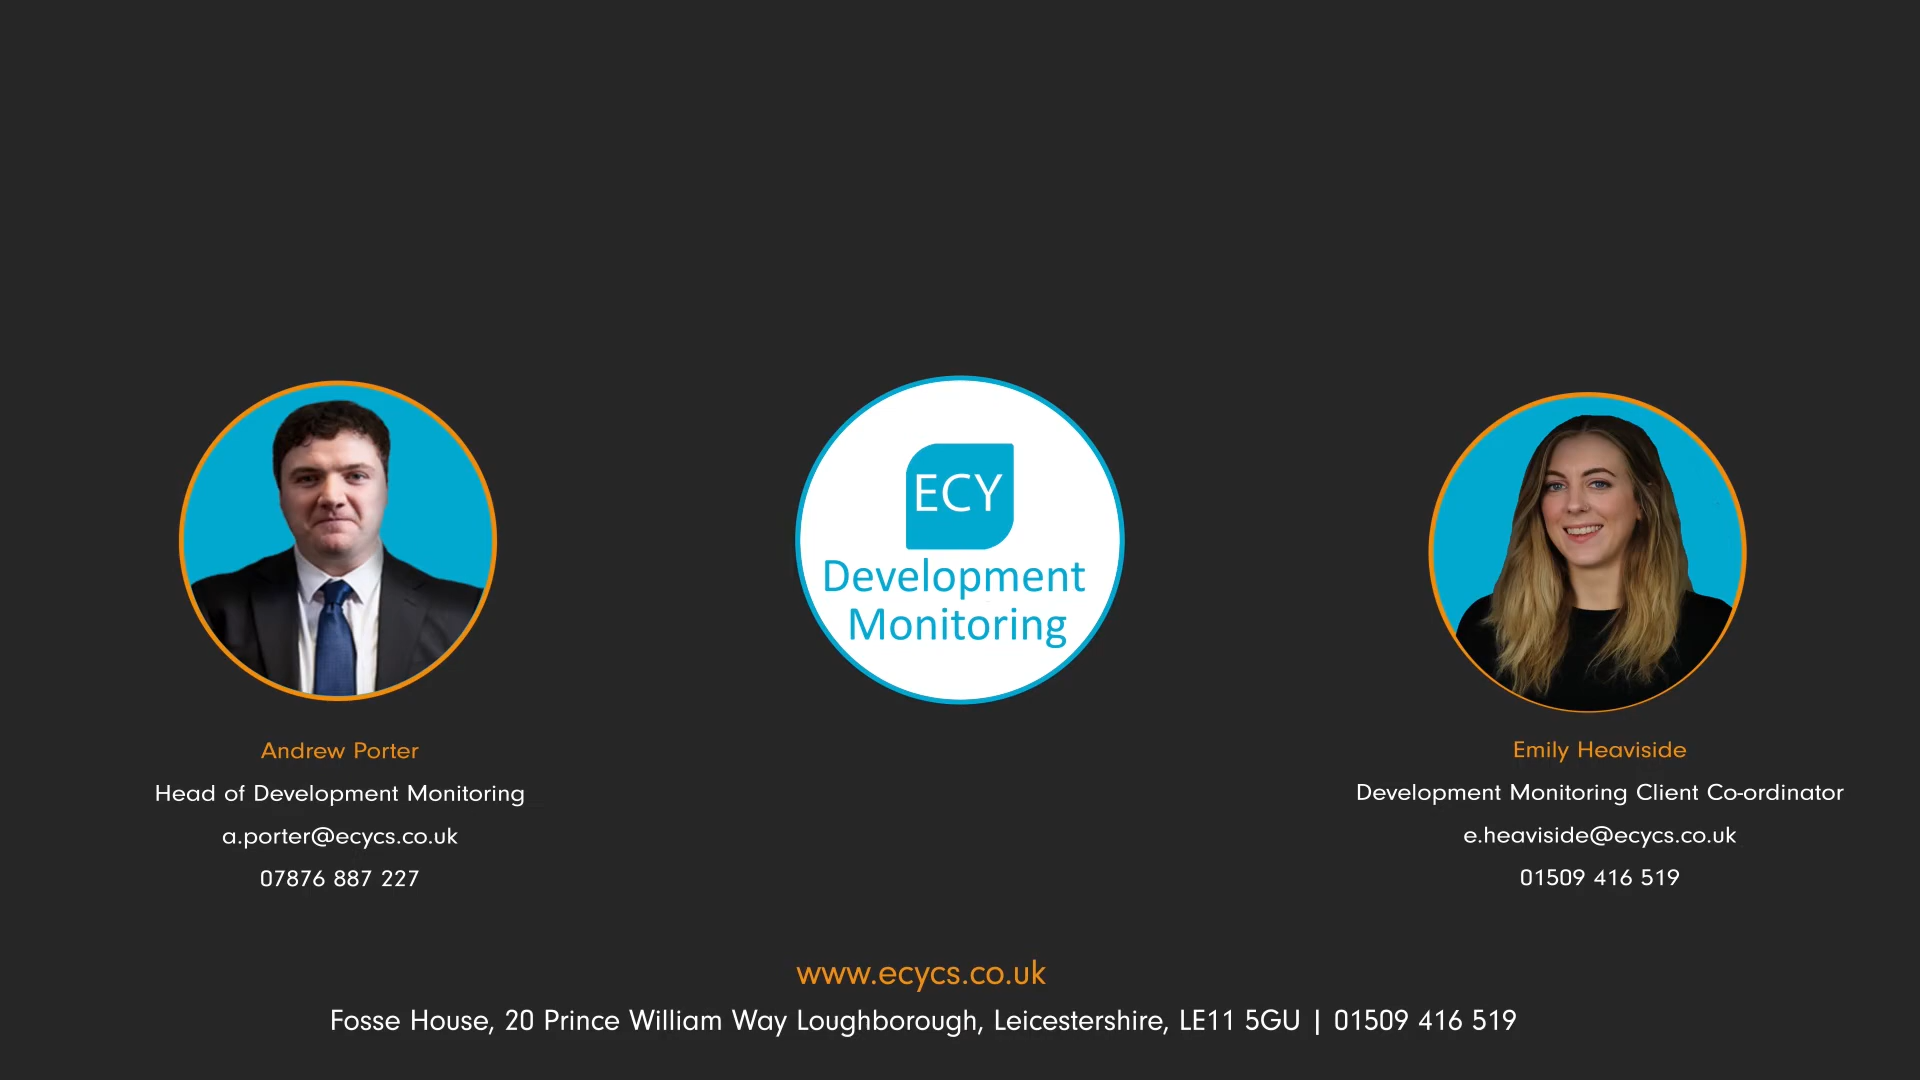 ECY
Development
Monitoring
Andrew Porter
Head of Development Monitoring
a.porter@ecycs.co.uk
07876 887 227
Emily Heaviside
Development Monitoring Client Co-ordinator
e.heaviside@ecycs.co.uk
01509 416 519
www.ecycs.co.uk
Fosse House, 20 Prince William Way Loughborough, Leicestershire, LE11 5GU | 01509 416 519